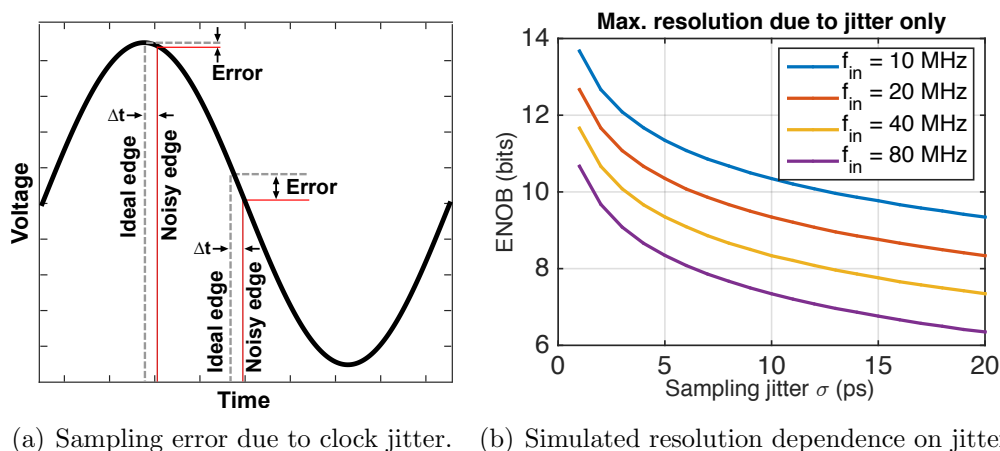 Voltage
Time
Error
Error
Δt
Δt
Ideal edge
Noisy edge
Ideal edge
Noisy edge
(a) Sampling error due to clock jitter.
Max. resolution due to jitter only
ENOB (bits)
14
12
10
8
6
0
5
10
15
20
Sampling jitter σ (ps)
f_in = 10 MHz
f_in = 20 MHz
f_in = 40 MHz
f_in = 80 MHz
(b) Simulated resolution dependence on jitter